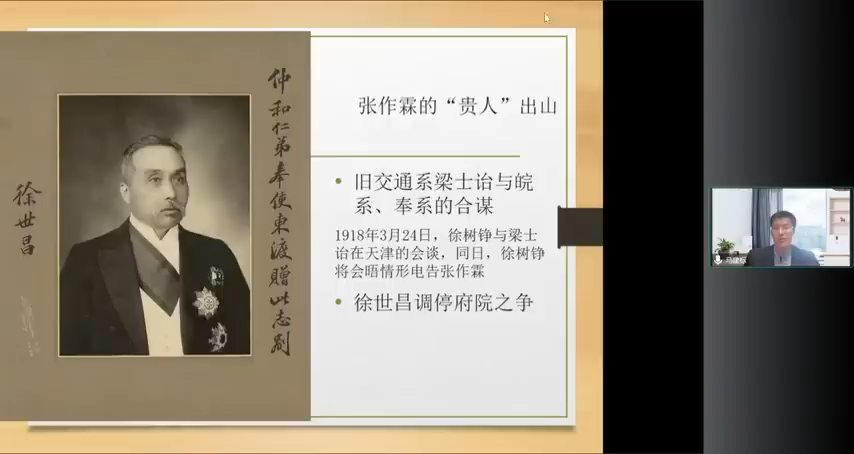 张作霖的“贵人”出山
• 旧交通系梁士诒与皖
系、奉系的合谋
1918年3月24日，徐树铮与梁士
诒在天津的会谈，同日，徐树铮
将会晤情形电告张作霖
• 徐世昌调停府院之争
仲和仁弟奉使東渡贈此志别
徐世昌